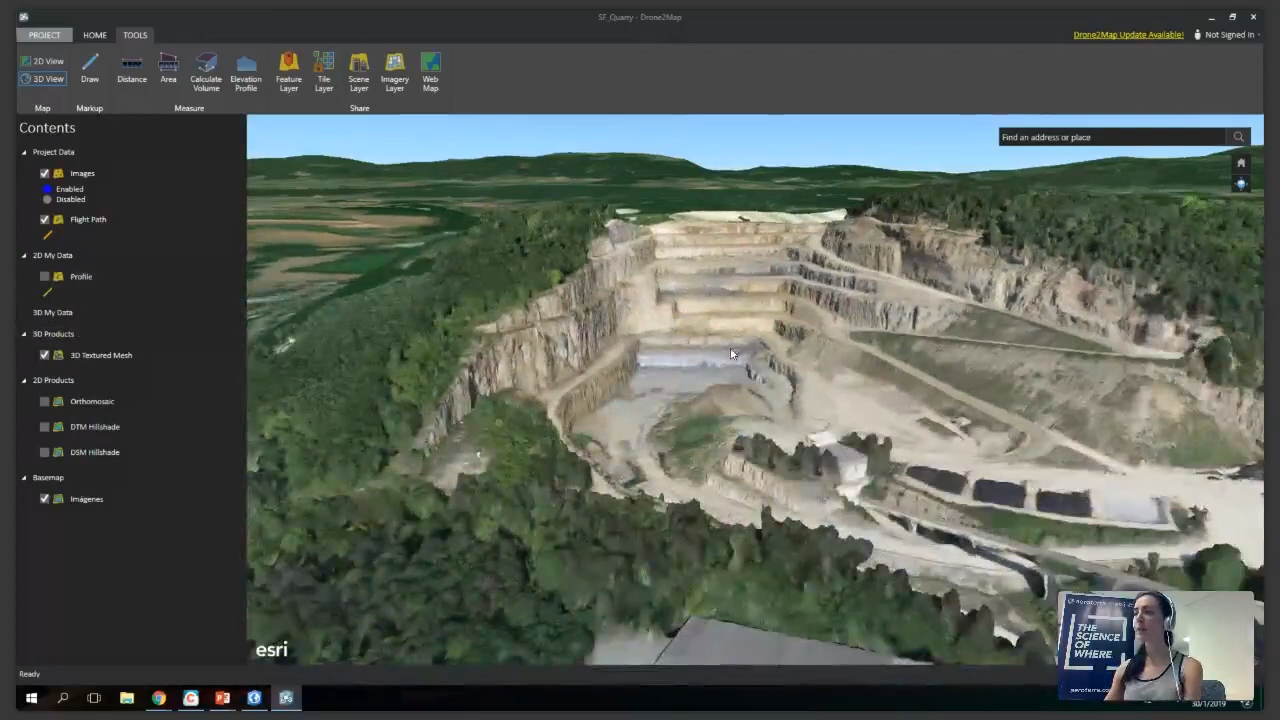 SF_Quarry - Drone2Map
PROJECT
HOME
TOOLS
Drone2Map Update Available!
Not Signed In
2D View
3D View
Draw
Distance
Area
Calculate
Volume
Elevation
Profile
Feature
Layer
Tile
Layer
Scene
Layer
Imagery
Layer
Web
Map
Map
Markup
Measure
Share
Contents
Project Data
Images
Enabled
Disabled
Flight Path
2D My Data
Profile
3D My Data
3D Products
3D Textured Mesh
2D Products
Orthomosaic
DTM Hillshade
DSM Hillshade
Basemap
Imágenes
Find an address or place
esri
aeroterra
THE
SCIENCE
OF
WHERE
Ready
30/1/2019